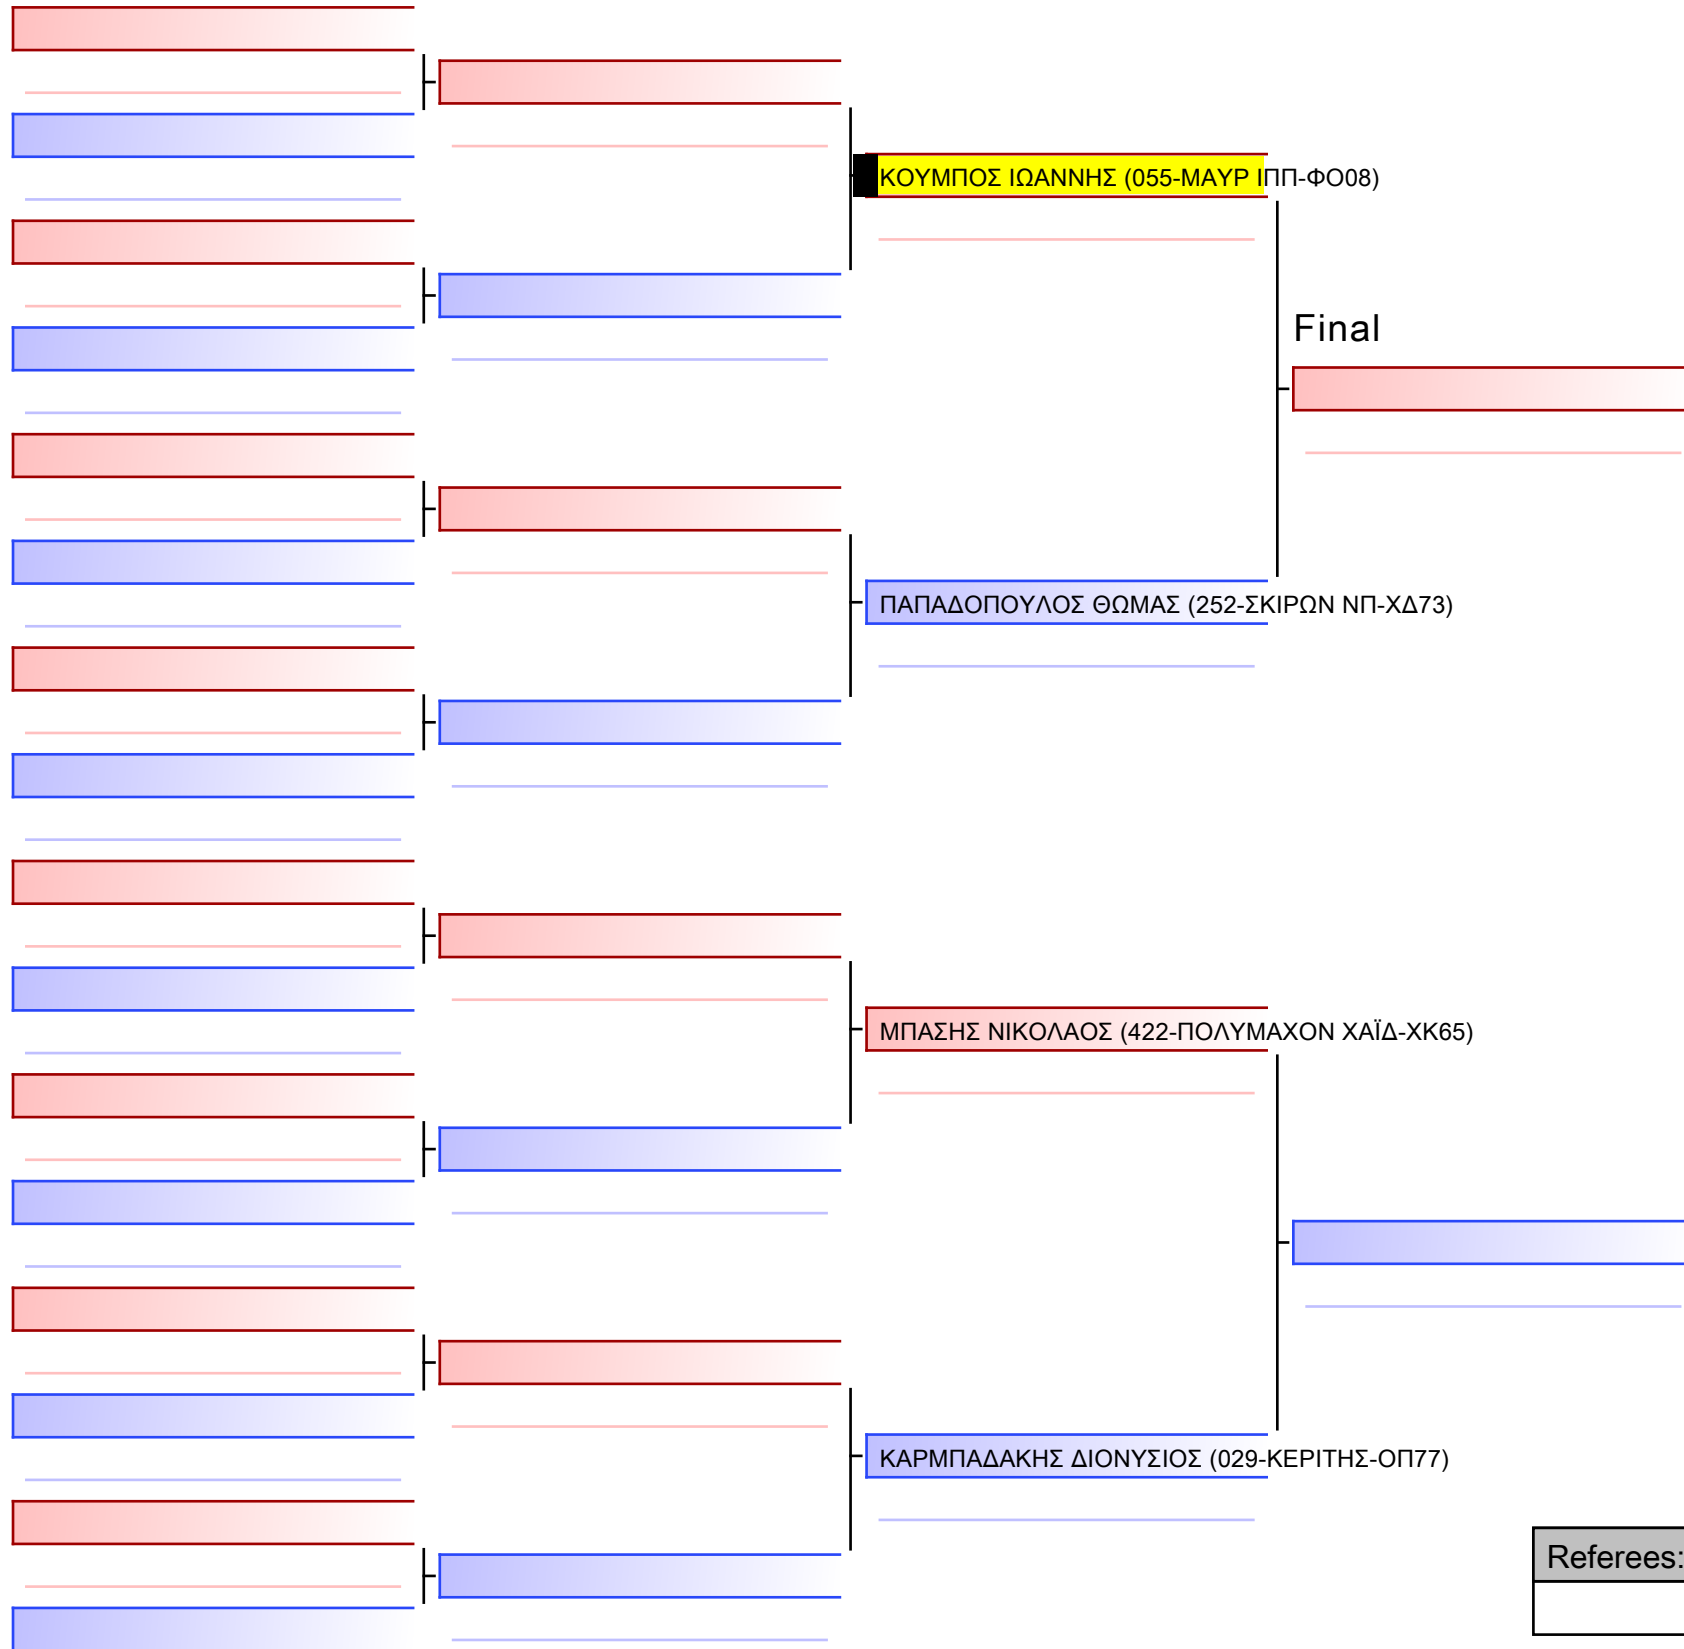 ΚΟΥΜΠΟΣ ΙΩΑΝΝΗΣ (055-ΜΑΥΡ ΙΠΠ-ΦΟ08)
Final
ΠΑΠΑΔΟΠΟΥΛΟΣ ΘΩΜΑΣ (252-ΣΚΙΡΩΝ ΝΠ-ΧΔ73)
ΜΠΑΣΗΣ ΝΙΚΟΛΑΟΣ (422-ΠΟΛΥΜΑΧΟΝ ΧΑΪΔ-ΧΚ65)
ΚΑΡΜΠΑΔΑΚΗΣ ΔΙΟΝΥΣΙΟΣ (029-ΚΕΡΙΤΗΣ-ΟΠ77)
Referees: